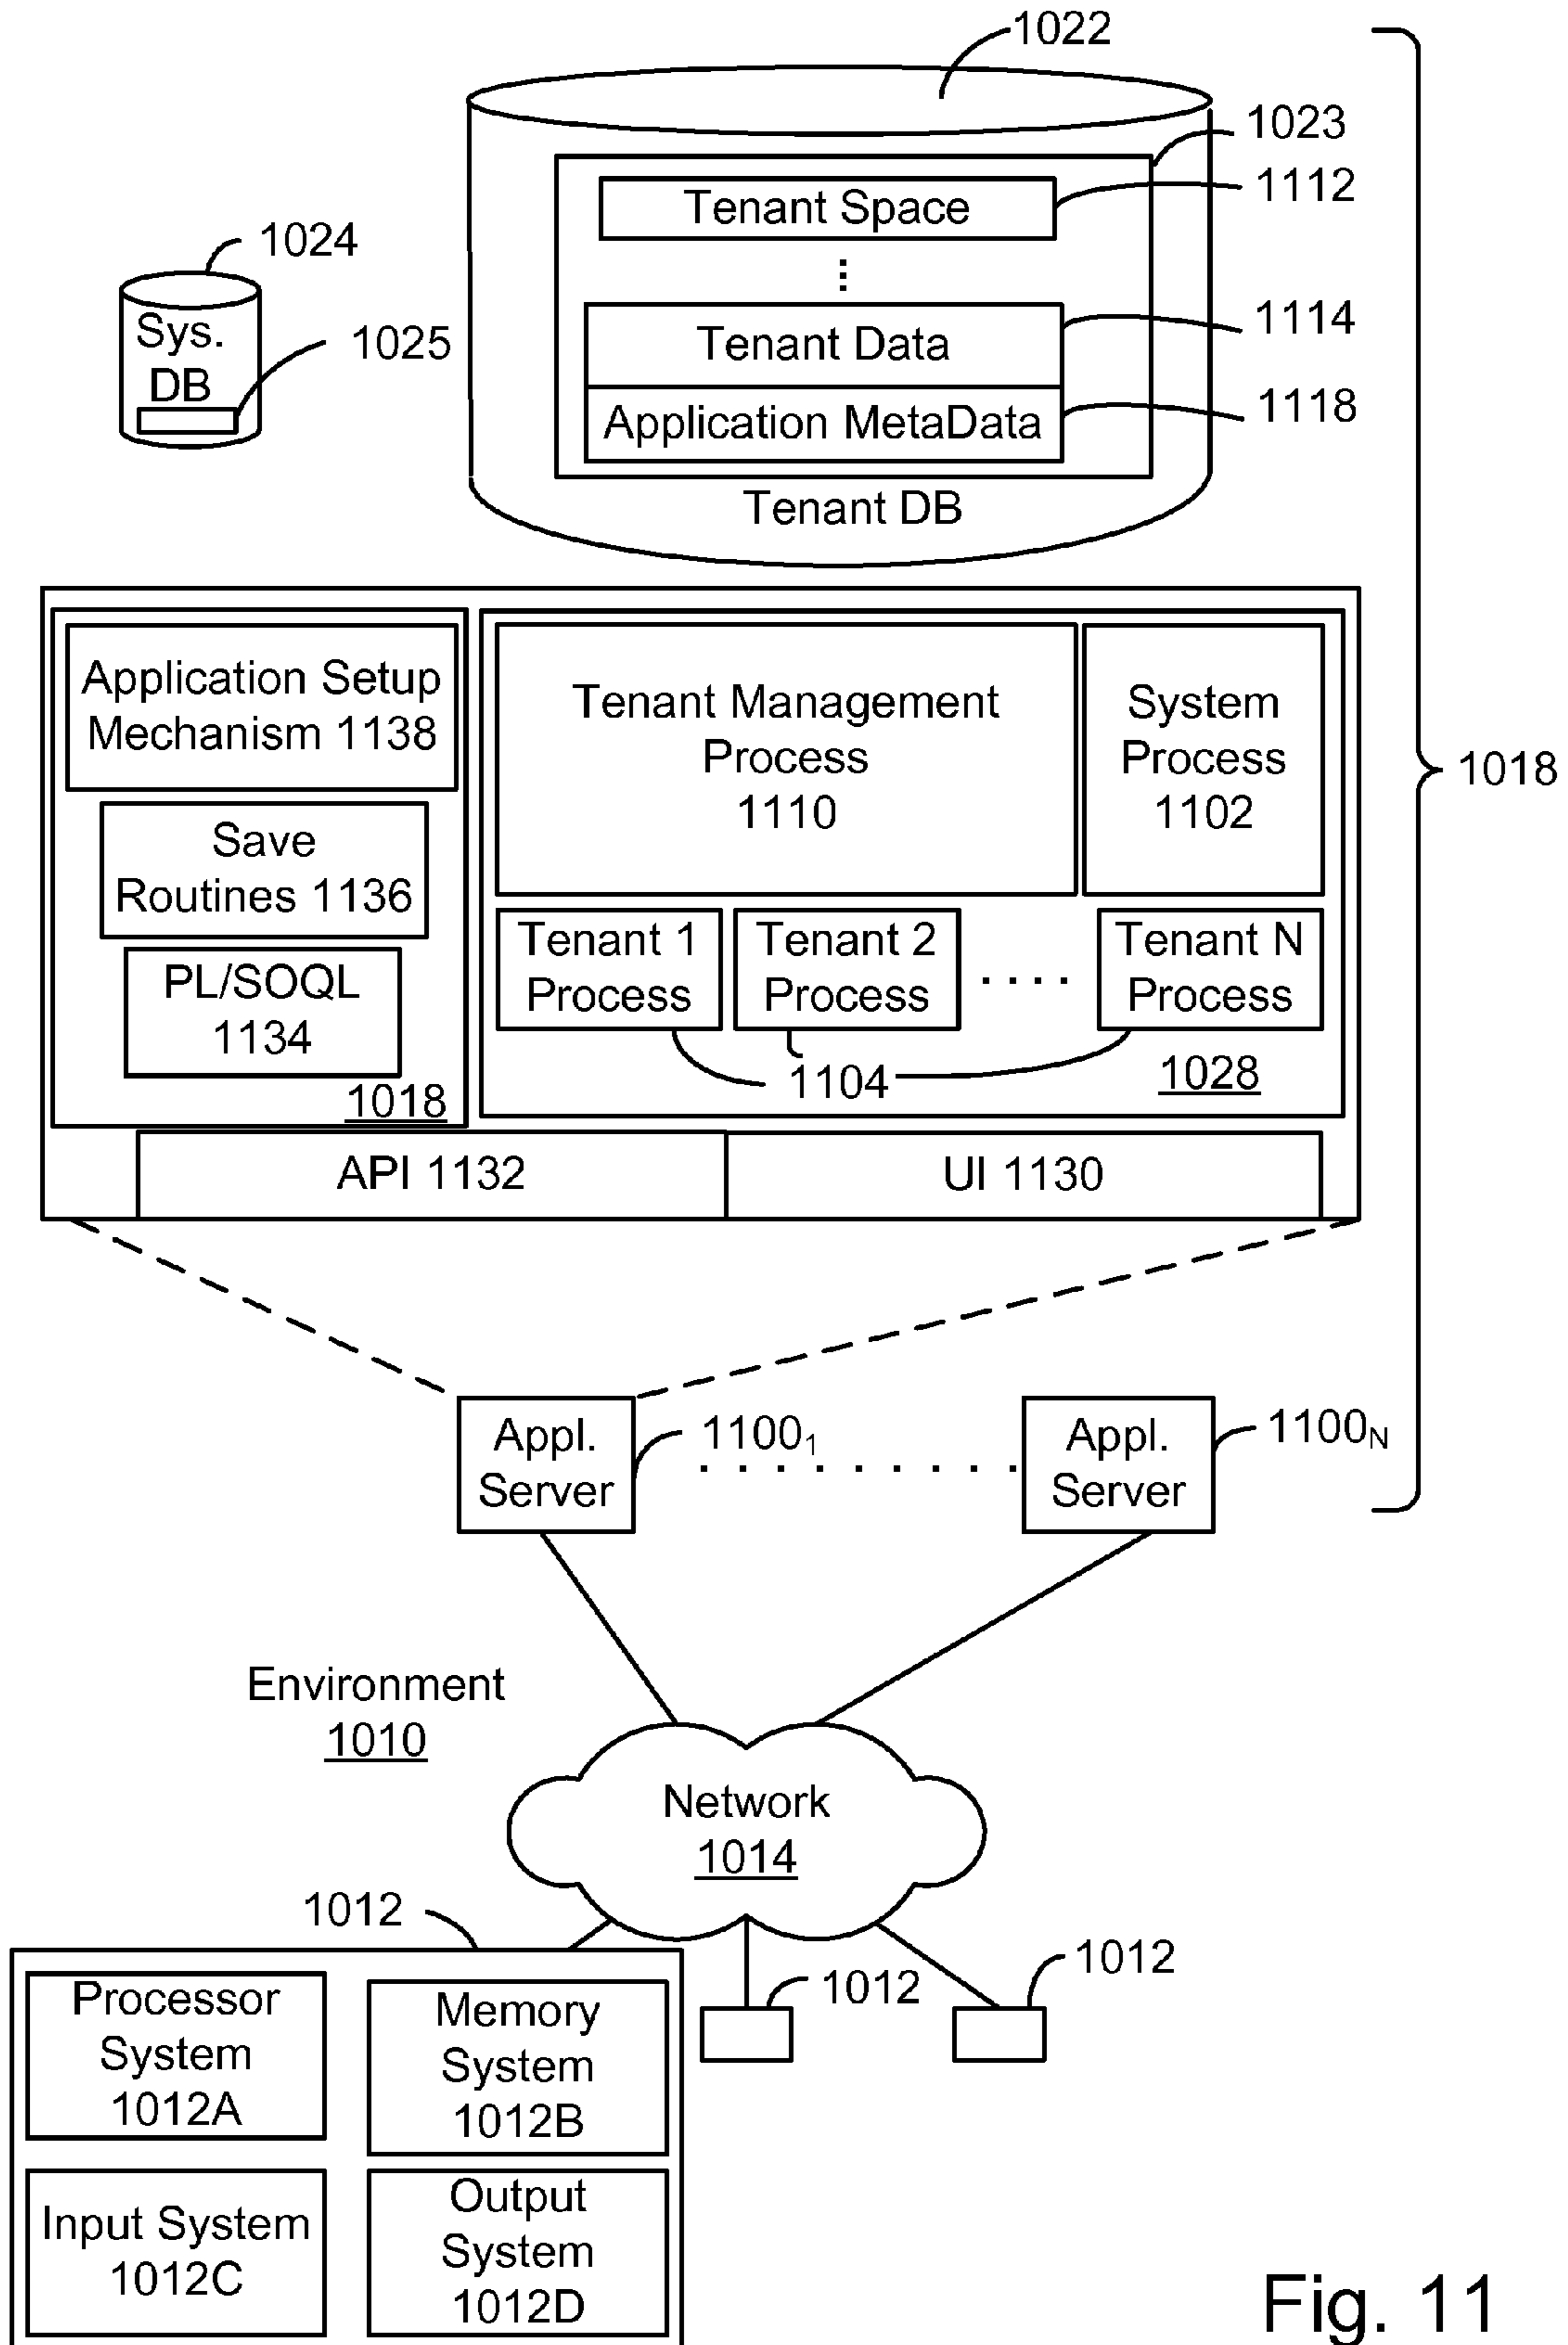 1022
1023
Tenant Space
1112
1024
Sys.
DB
1025
Tenant Data
1114
Application MetaData
1118
Tenant DB
Application Setup
Mechanism 1138
Save
Routines 1136
PL/SOQL
1134
1018
Tenant Management
Process
1110
System
Process
1102
Tenant 1
Process
Tenant 2
Process
....
Tenant N
Process
1104
1028
API 1132
UI 1130
1018
Appl.
Server
1100₁
Appl.
Server
1100N
Environment
1010
Network
1014
1012
1012
1012
Processor
System
1012A
Memory
System
1012B
Input System
1012C
Output
System
1012D
Fig. 11